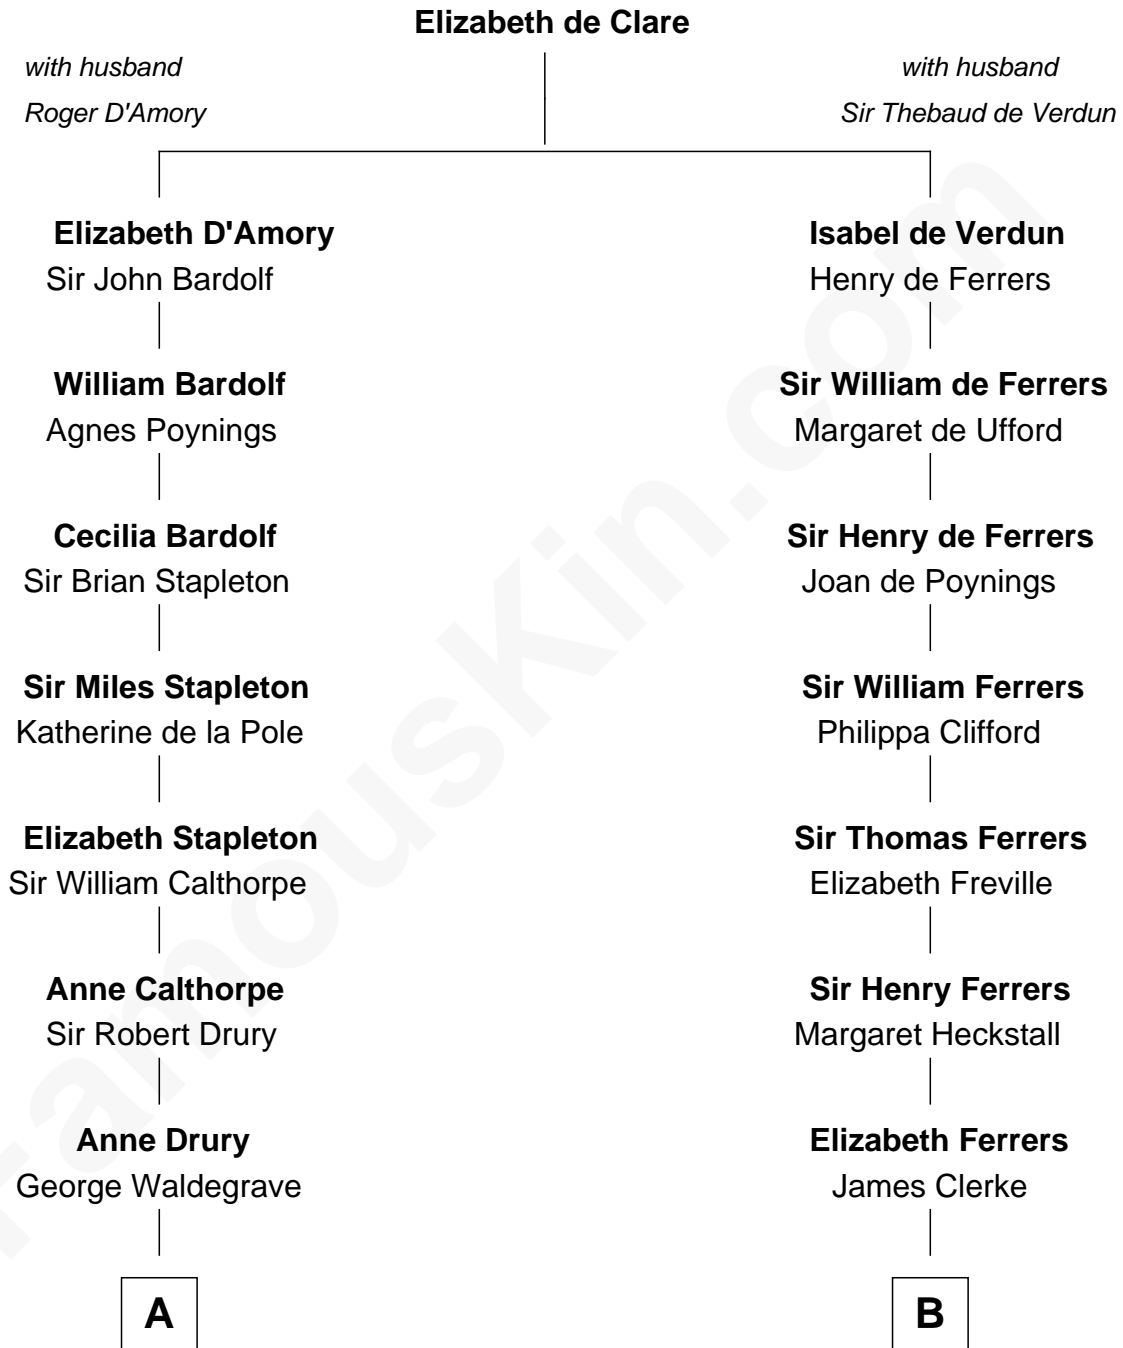 Elizabeth de Clare
with husband
Roger D'Amory
with husband
Sir Thebaud de Verdun
Elizabeth D'Amory
Sir John Bardolf
Isabel de Verdun
Henry de Ferrers
William Bardolf
Agnes Poynings
Sir William de Ferrers
Margaret de Ufford
Cecilia Bardolf
Sir Brian Stapleton
Sir Henry de Ferrers
Joan de Poynings
Sir Miles Stapleton
Katherine de la Pole
Sir William Ferrers
Philippa Clifford
Elizabeth Stapleton
Sir William Calthorpe
Sir Thomas Ferrers
Elizabeth Freville
Anne Calthorpe
Sir Robert Drury
Sir Henry Ferrers
Margaret Heckstall
Anne Drury
George Waldegrave
Elizabeth Ferrers
James Clerke
A
B
FamousKin.com